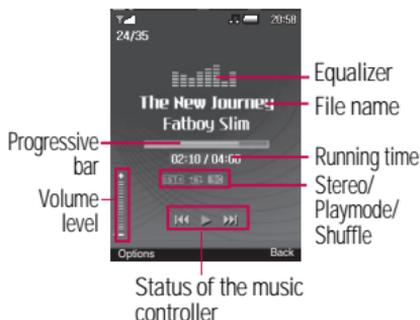 20:58
24/35
Equalizer
The New Journey
File name
Fatboy Slim
Progressive
bar
02:10 / 04:00
Running time
Stereo/
Playmode/
Shuffle
Volume
level
Options
Back
Status of the music
controller